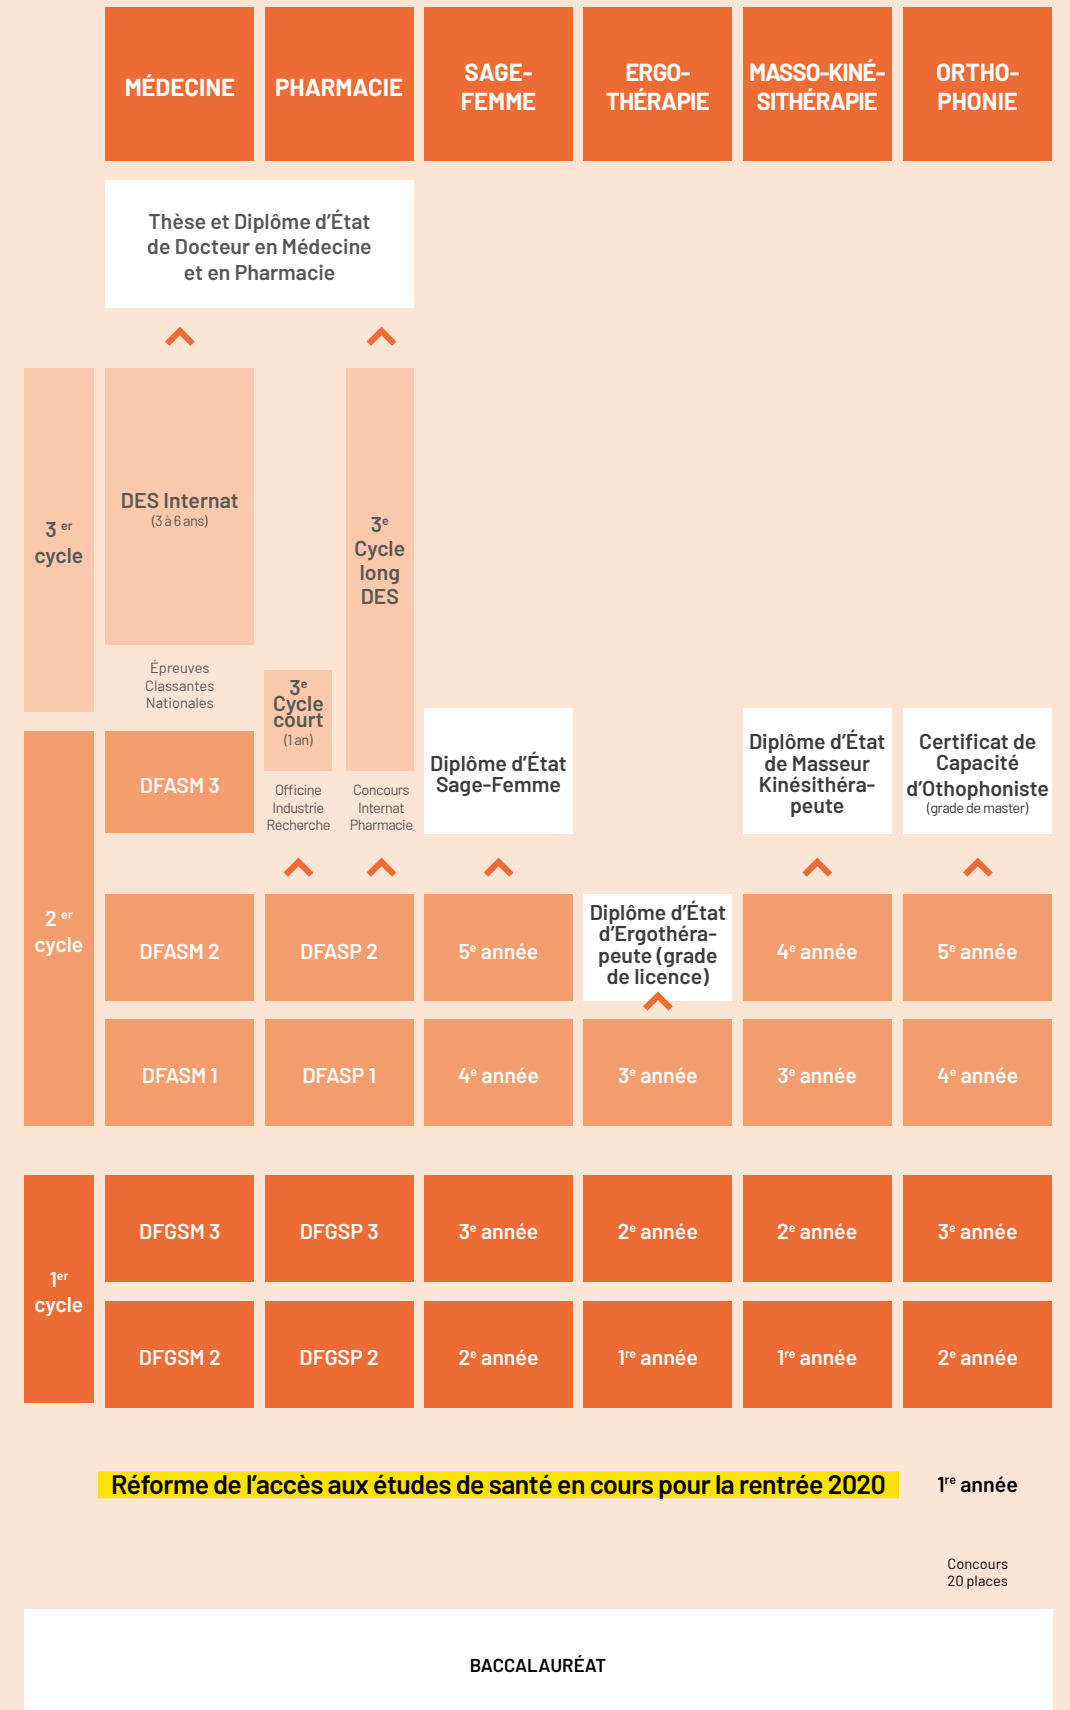 MÉDECINE
PHARMACIE
SAGE-
FEMME
ERGO-
THÉRAPIE
MASSO-KINÉ-
SITHÉRAPIE
ORTHO-
PHONIE
Thèse et Diplôme d’État
de Docteur en Médecine
et en Pharmacie
3 er
cycle
DES Internat
(3 à 6 ans)
3e
Cycle
long
DES
Épreuves
Classantes
Nationales
3e
Cycle
court
(1 an)
Diplôme d’État
Sage-Femme
Diplôme d’État
de Masseur
Kinésithéra-
peute
Certificat de
Capacité
d’Othophoniste
(grade de master)
2 er
cycle
DFASM 3
Officine
Industrie
Recherche
Concours
Internat
Pharmacie
DFASM 2
DFASP 2
5e année
Diplôme d’État
d’Ergothéra-
peute (grade
de licence)
4e année
5e année
DFASM 1
DFASP 1
4e année
3e année
3e année
4e année
1er
cycle
DFGSM 3
DFGSP 3
3e année
2e année
2e année
3e année
DFGSM 2
DFGSP 2
2e année
1re année
1re année
2e année
Réforme de l’accès aux études de santé en cours pour la rentrée 2020
1re année
Concours
20 places
BACCALAURÉAT